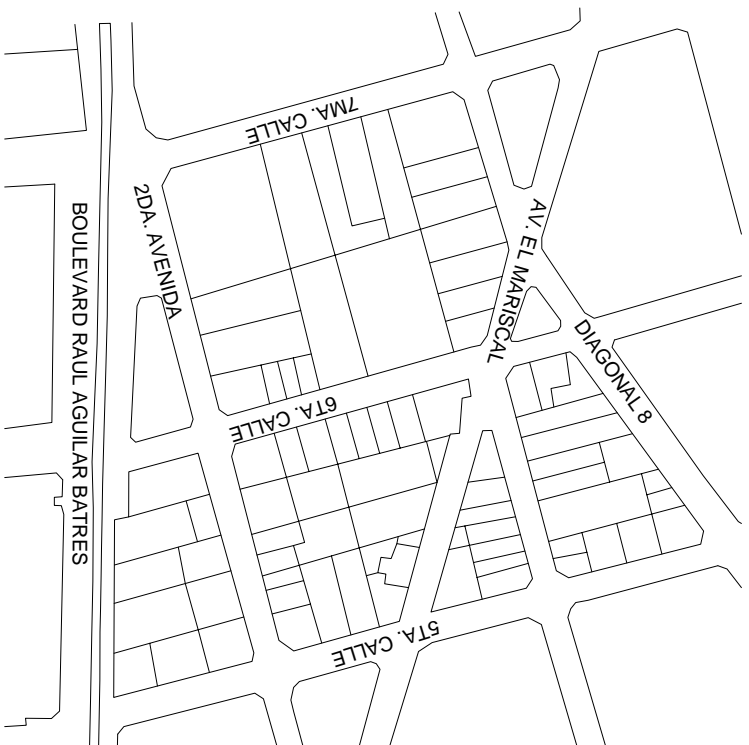 7MA. CALLE
2DA. AVENIDA
AV. EL MARISCAL
BOULEVARD RAUL AGUILAR BATRES
DIAGONAL 8
6TA. CALLE
5TA. CALLE